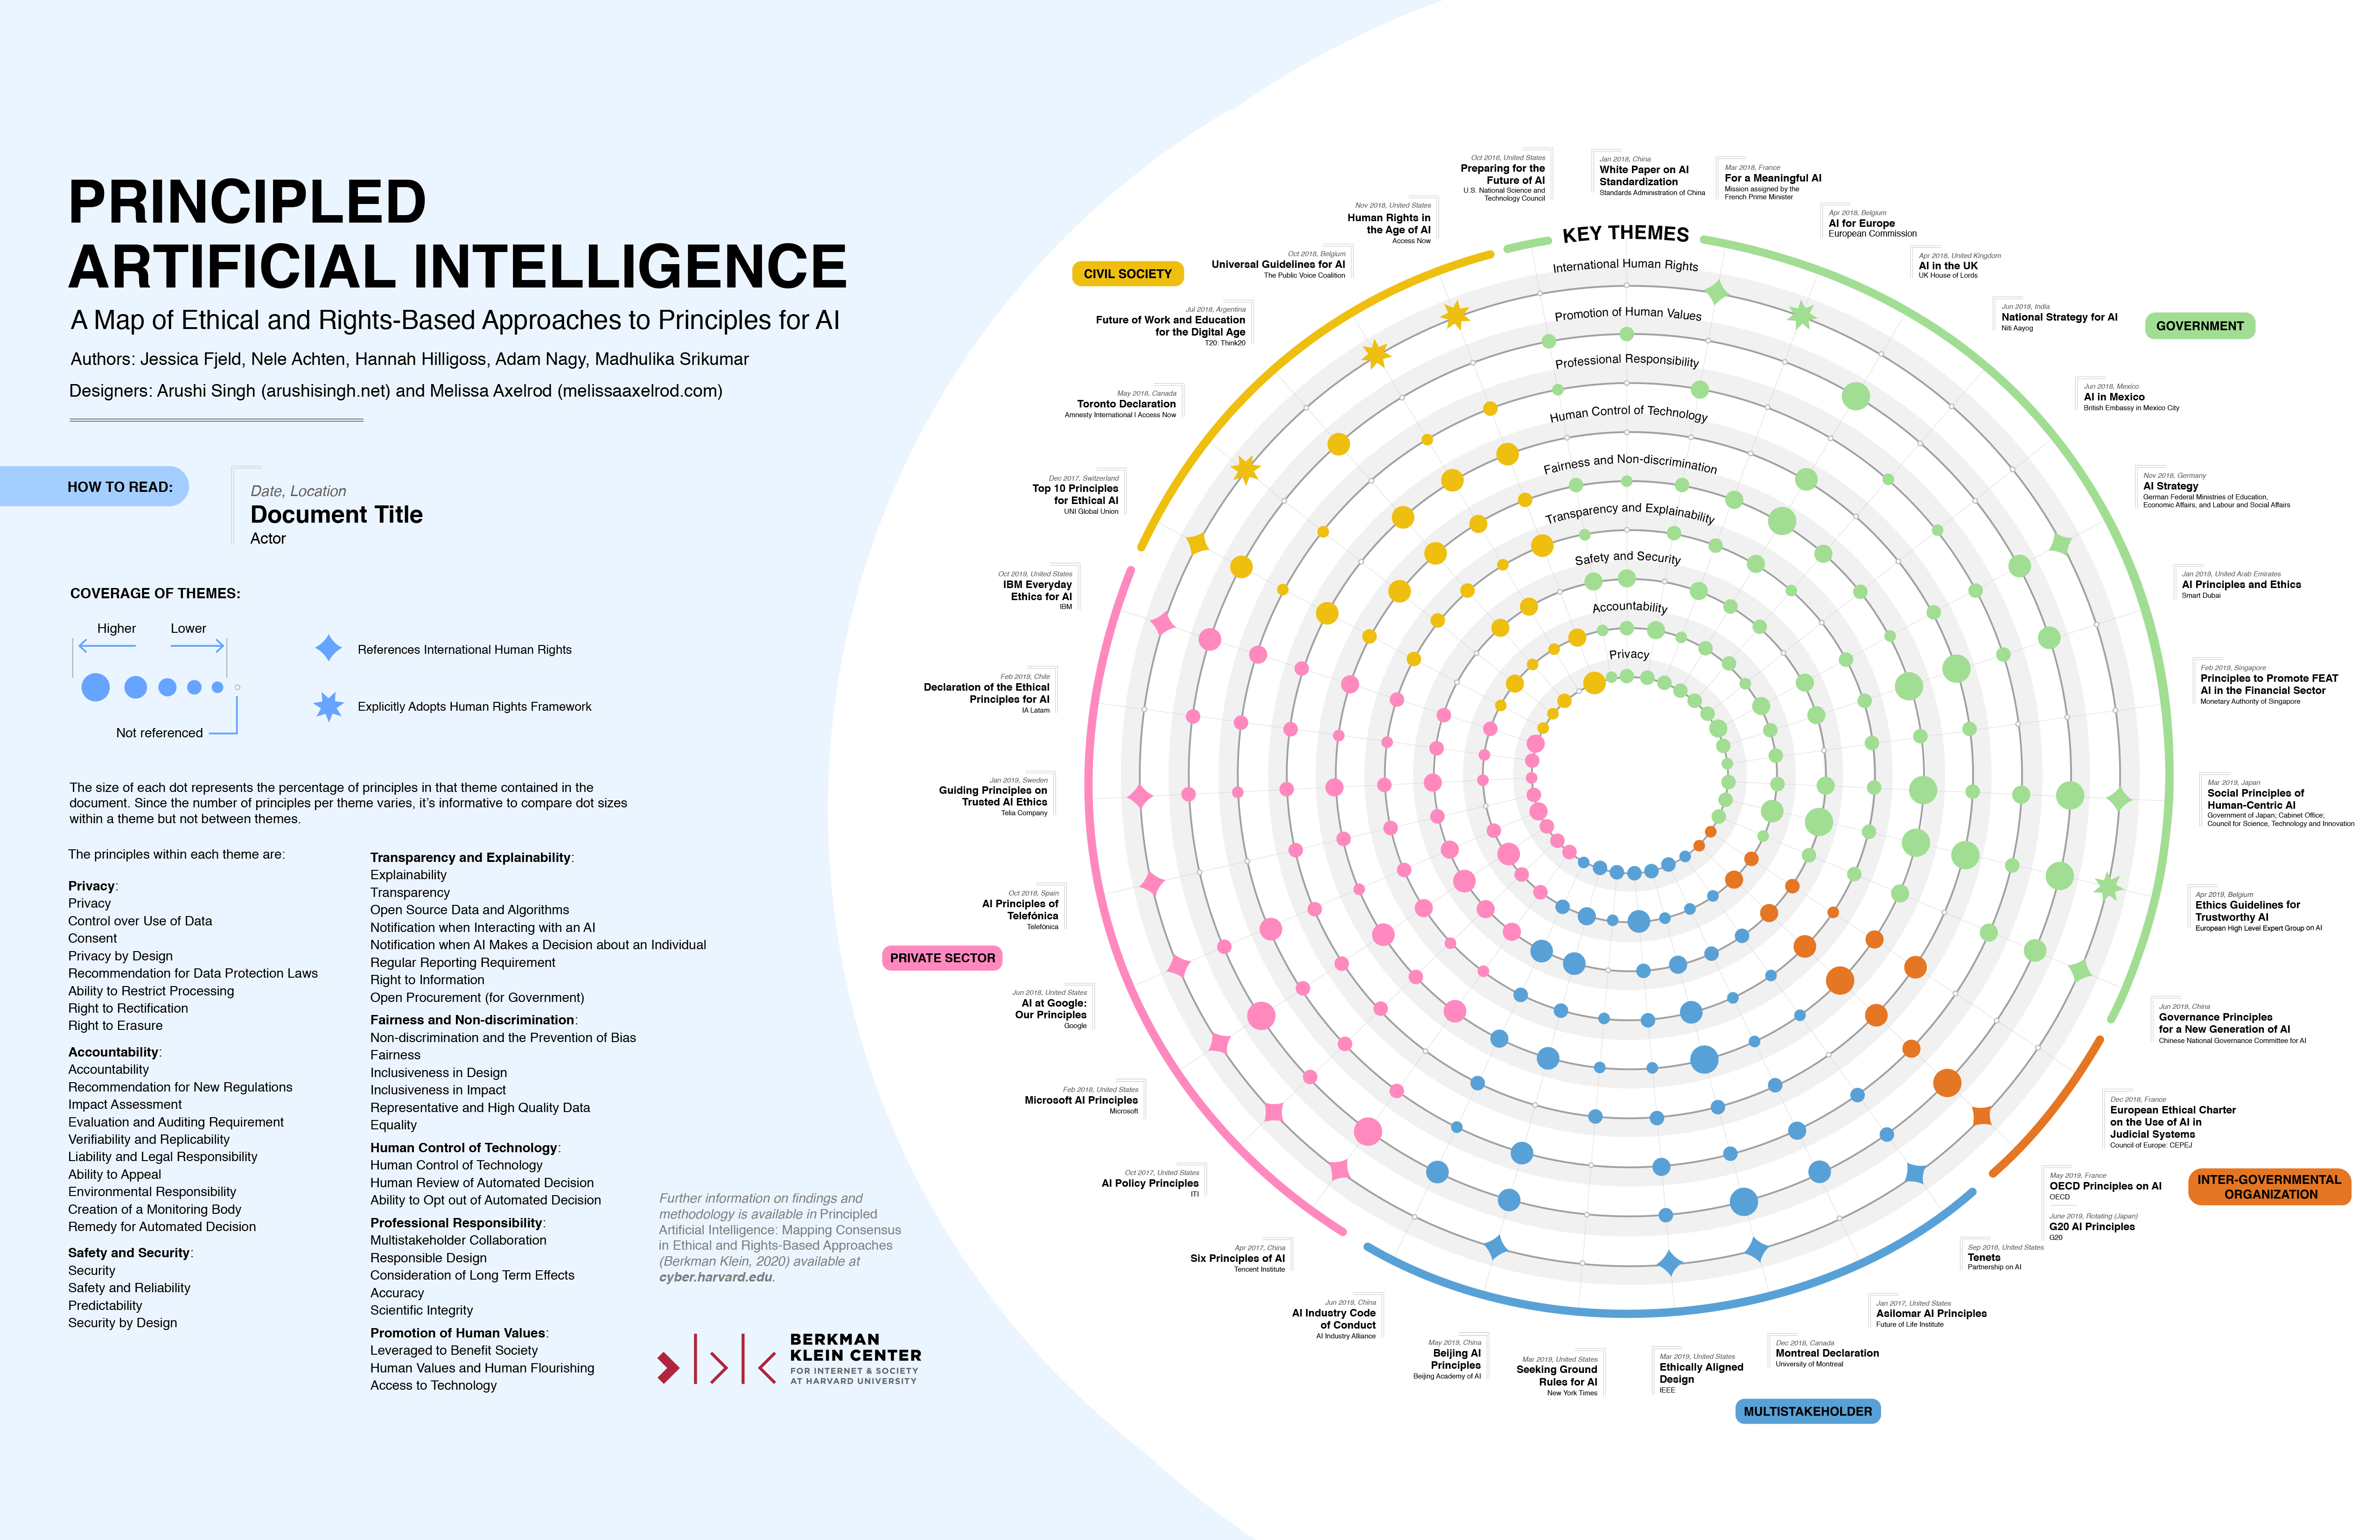 PRINCIPLED
ARTIFICIAL INTELLIGENCE
A Map of Ethical and Rights-Based Approaches to Principles for AI
Authors: Jessica Fjeld, Nele Achten, Hannah Hilligoss, Adam Nagy, Madhulika Srikumar
Designers: Arushi Singh (arushisingh.net) and Melissa Axelrod (melissaaxelrod.com)
HOW TO READ:
Date, Location
Document Title
Actor
COVERAGE OF THEMES:
Higher
Lower
Not referenced
References International Human Rights
Explicitly Adopts Human Rights Framework
The size of each dot represents the percentage of principles in that theme contained in the
document. Since the number of principles per theme varies, it's informative to compare dot sizes
within a theme but not between themes.
The principles within each theme are:
Privacy:
Privacy
Control over Use of Data
Consent
Privacy by Design
Recommendation for Data Protection Laws
Ability to Restrict Processing
Right to Rectification
Right to Erasure
Accountability:
Accountability
Recommendation for New Regulations
Impact Assessment
Evaluation and Auditing Requirement
Verifiability and Replicability
Liability and Legal Responsibility
Ability to Appeal
Environmental Responsibility
Creation of a Monitoring Body
Remedy for Automated Decision
Safety and Security:
Security
Safety and Reliability
Predictability
Security by Design
Transparency and Explainability:
Explainability
Transparency
Open Source Data and Algorithms
Notification when Interacting with an AI
Notification when AI Makes a Decision about an Individual
Regular Reporting Requirement
Right to Information
Open Procurement (for Government)
Fairness and Non-discrimination:
Non-discrimination and the Prevention of Bias
Fairness
Inclusiveness in Design
Inclusiveness in Impact
Representative and High Quality Data
Equality
Human Control of Technology:
Human Control of Technology
Human Review of Automated Decision
Ability to Opt out of Automated Decision
Professional Responsibility:
Multistakeholder Collaboration
Responsible Design
Consideration of Long Term Effects
Accuracy
Scientific Integrity
Promotion of Human Values:
Leveraged to Benefit Society
Human Values and Human Flourishing
Access to Technology
Further information on findings and
methodology is available in Principled
Artificial Intelligence: Mapping Consensus
in Ethical and Rights-Based Approaches
(Berkman Klein, 2020) available at
cyber.harvard.edu.
BERKMAN
KLEIN CENTER
FOR INTERNET & SOCIETY
AT HARVARD UNIVERSITY
KEY THEMES
International Human Rights
Promotion of Human Values
Professional Responsibility
Human Control of Technology
Fairness and Non-discrimination
Transparency and Explainability
Safety and Security
Accountability
Privacy
Oct 2016, United States
Preparing for the
Future of AI
U.S. National Science and
Technology Council
Jan 2018, China
White Paper on AI
Standardization
Standards Administration of China
Mar 2018, France
For a Meaningful AI
Mission assigned by the
French Prime Minister
Apr 2018, Belgium
AI for Europe
European Commission
Apr 2018, United Kingdom
AI in the UK
UK House of Lords
Jun 2018, India
National Strategy for AI
Niti Aayog
GOVERNMENT
Jun 2018, Mexico
AI in Mexico
British Embassy in Mexico City
Nov 2018, Germany
AI Strategy
German Federal Ministries of Education,
Economic Affairs, and Labour and Social Affairs
Jan 2019, United Arab Emirates
AI Principles and Ethics
Smart Dubai
Feb 2019, Singapore
Principles to Promote FEAT
AI in the Financial Sector
Monetary Authority of Singapore
Mar 2019, Japan
Social Principles of
Human-Centric AI
Government of Japan; Cabinet Office;
Council for Science, Technology and Innovation
Apr 2019, Belgium
Ethics Guidelines for
Trustworthy AI
European High Level Expert Group on AI
Jun 2019, China
Governance Principles
for a New Generation of AI
Chinese National Governance Committee for AI
Dec 2018, France
European Ethical Charter
on the Use of AI in
Judicial Systems
Council of Europe: CEPEJ
May 2019, France
OECD Principles on AI
OECD
June 2019, Rotating (Japan)
G20 AI Principles
G20
INTER-GOVERNMENTAL
ORGANIZATION
Sep 2016, United States
Tenets
Partnership on AI
Jan 2017, United States
Asilomar AI Principles
Future of Life Institute
Dec 2018, Canada
Montreal Declaration
University of Montreal
Mar 2019, United States
Ethically Aligned
Design
IEEE
MULTISTAKEHOLDER
Mar 2019, United States
Seeking Ground
Rules for AI
New York Times
May 2019, China
Beijing AI
Principles
Beijing Academy of AI
Jun 2019, China
AI Industry Code
of Conduct
AI Industry Alliance
Apr 2017, China
Six Principles of AI
Tencent Institute
Oct 2017, United States
AI Policy Principles
ITI
Feb 2018, United States
Microsoft AI Principles
Microsoft
Jun 2018, United States
AI at Google:
Our Principles
Google
PRIVATE SECTOR
Oct 2018, Spain
AI Principles of
Telefónica
Telefónica
Jan 2019, Sweden
Guiding Principles on
Trusted AI Ethics
Telia Company
Feb 2019, Chile
Declaration of the Ethical
Principles for AI
IA Latam
Oct 2019, United States
IBM Everyday
Ethics for AI
IBM
Dec 2017, Switzerland
Top 10 Principles
for Ethical AI
UNI Global Union
May 2018, Canada
Toronto Declaration
Amnesty International | Access Now
Jul 2018, Argentina
Future of Work and Education
for the Digital Age
T20: Think20
CIVIL SOCIETY
Oct 2018, Belgium
Universal Guidelines for AI
The Public Voice Coalition
Nov 2018, United States
Human Rights in
the Age of AI
Access Now